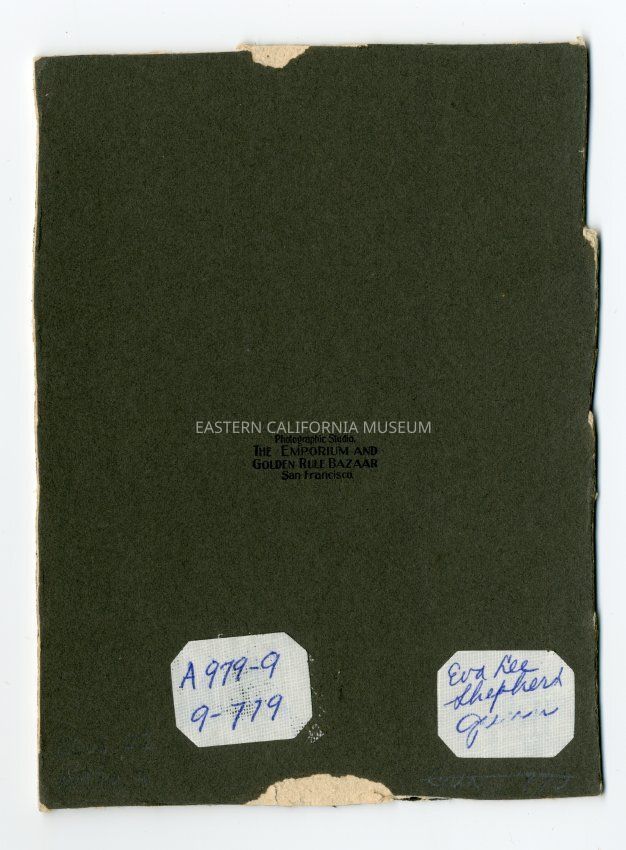 EASTERN CALIFORNIA MUSEUM
Photographic Studio,
THE EMPORIUM AND
GOLDEN RULE BAZAAR
San Francisco.
A979-9
9-719
Eva Lee
Shepherd